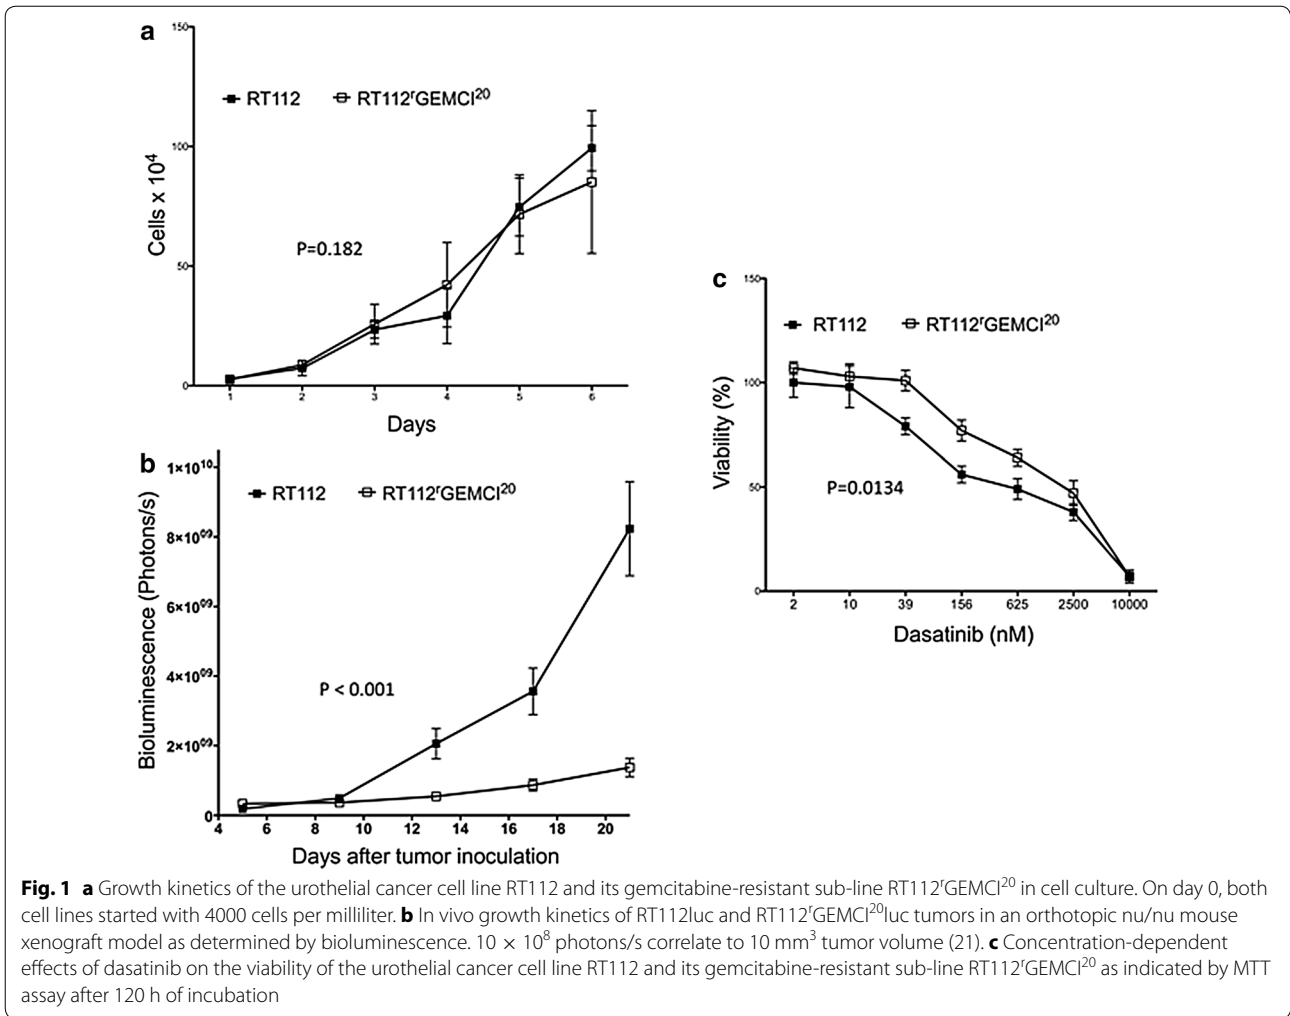 a
150
100
50
0
Cells x 10⁴
RT112 RT112ʳGEMCI²⁰
P=0.182
1 2 3 4 5 6
Days
b
1×10¹⁰
8×10⁰⁹
6×10⁰⁹
4×10⁰⁹
2×10⁰⁹
0
Bioluminescence (Photons/s)
RT112 RT112ʳGEMCI²⁰
P < 0.001
4 6 8 10 12 14 16 18 20
Days after tumor inoculation
c
150
100
50
0
Viability (%)
RT112 RT112ʳGEMCI²⁰
P=0.0134
2 10 39 156 625 2500 10000
Dasatinib (nM)
Fig. 1 a Growth kinetics of the urothelial cancer cell line RT112 and its gemcitabine-resistant sub-line RT112ʳGEMCI²⁰ in cell culture. On day 0, both
cell lines started with 4000 cells per milliliter. b In vivo growth kinetics of RT112luc and RT112ʳGEMCI²⁰luc tumors in an orthotopic nu/nu mouse
xenograft model as determined by bioluminescence. 10 × 10⁸ photons/s correlate to 10 mm³ tumor volume (21). c Concentration-dependent
effects of dasatinib on the viability of the urothelial cancer cell line RT112 and its gemcitabine-resistant sub-line RT112ʳGEMCI²⁰ as indicated by MTT
assay after 120 h of incubation